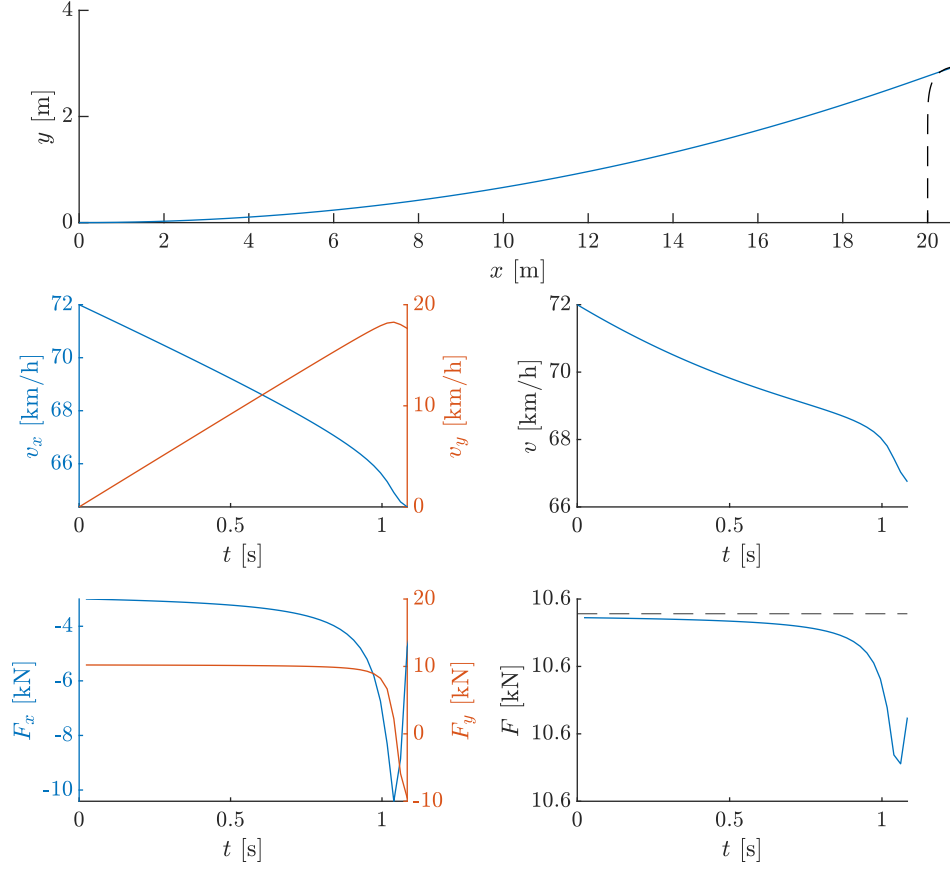 4
2
0
y [m]
0 2 4 6 8 10 12 14 16 18 20
x [m]
72
70
68
66
v_x [km/h]
20
10
0
v_y [km/h]
0 0.5 1
t [s]
72
70
68
66
v [km/h]
0 0.5 1
t [s]
-4
-6
-8
-10
F_x [kN]
20
10
0
-10
F_y [kN]
0 0.5 1
t [s]
10.6
10.6
10.6
10.6
F [kN]
0 0.5 1
t [s]